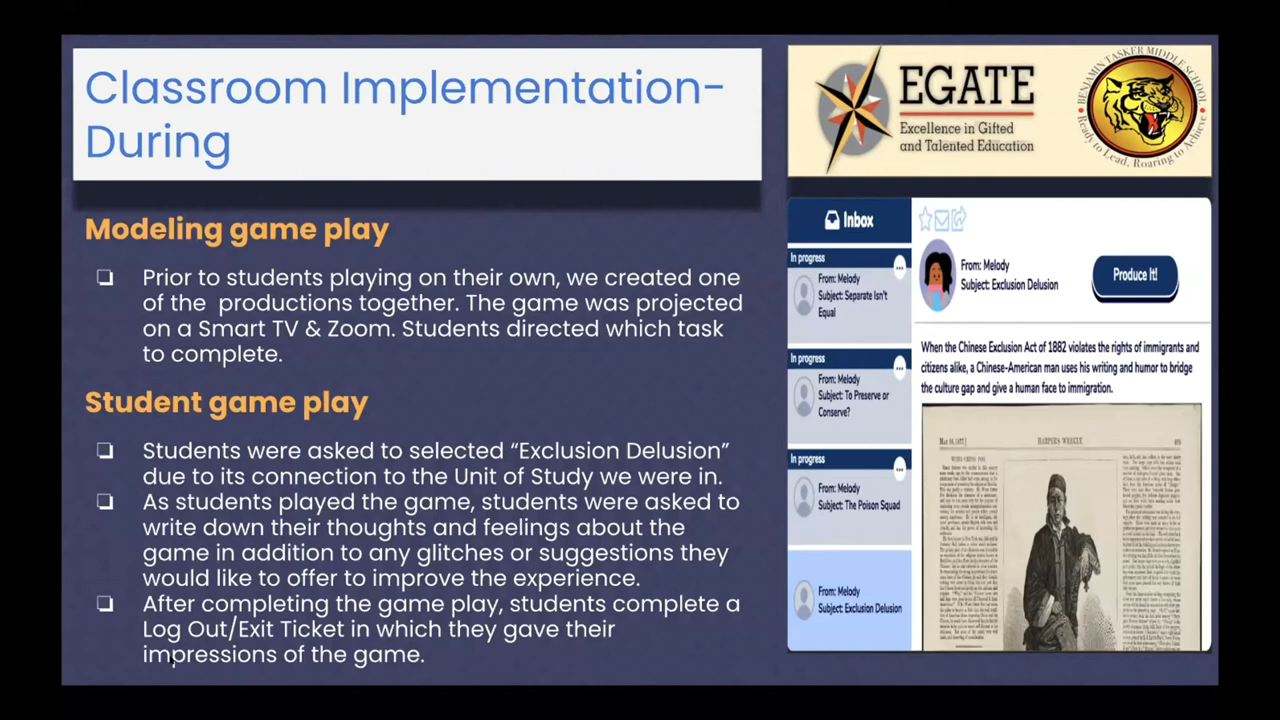 Classroom Implementation-
During
Modeling game play
Prior to students playing on their own, we created one
of the productions together. The game was projected
on a Smart TV & Zoom. Students directed which task
to complete.
Student game play
Students were asked to selected “Exclusion Delusion”
due to its connection to the Unit of Study we were in.
As students played the game, students were asked to
write down their thoughts and feelings about the
game in addition to any glitches or suggestions they
would like to offer to improve the experience.
After completing the game play, students complete a
Log Out/Exit Ticket in which they gave their
impressions of the game.
EGATE
Excellence in Gifted
and Talented Education
BENJAMIN TASKER MIDDLE SCHOOL
Ready to Lead, Roaring to Achieve
Inbox
In progress
From: Melody
Subject: Separate Isn't
Equal
In progress
From: Melody
Subject: To Preserve or
Conserve?
In progress
From: Melody
Subject: The Poison Squad
From: Melody
Subject: Exclusion Delusion
From: Melody
Subject: Exclusion Delusion
Produce It!
When the Chinese Exclusion Act of 1882 violates the rights of immigrants and
citizens alike, a Chinese-American man uses his writing and humor to bridge
the culture gap and give a human face to immigration.
HARPER'S WEEKLY.